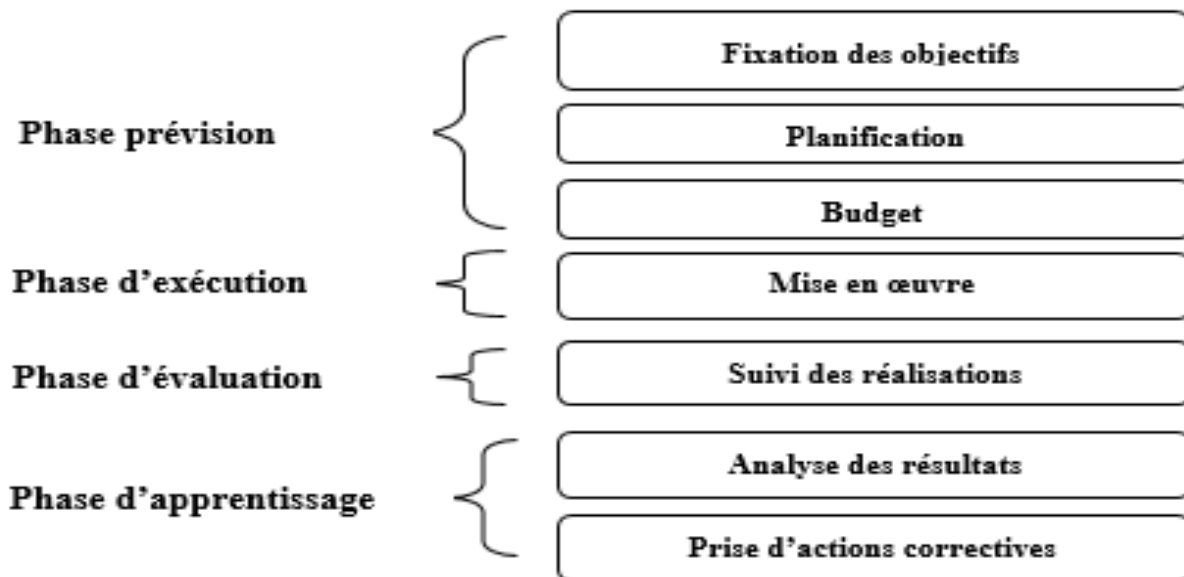 Phase prévision
Fixation des objectifs
Planification
Budget
Phase d’exécution
Mise en œuvre
Phase d’évaluation
Suivi des réalisations
Phase d’apprentissage
Analyse des résultats
Prise d’actions correctives